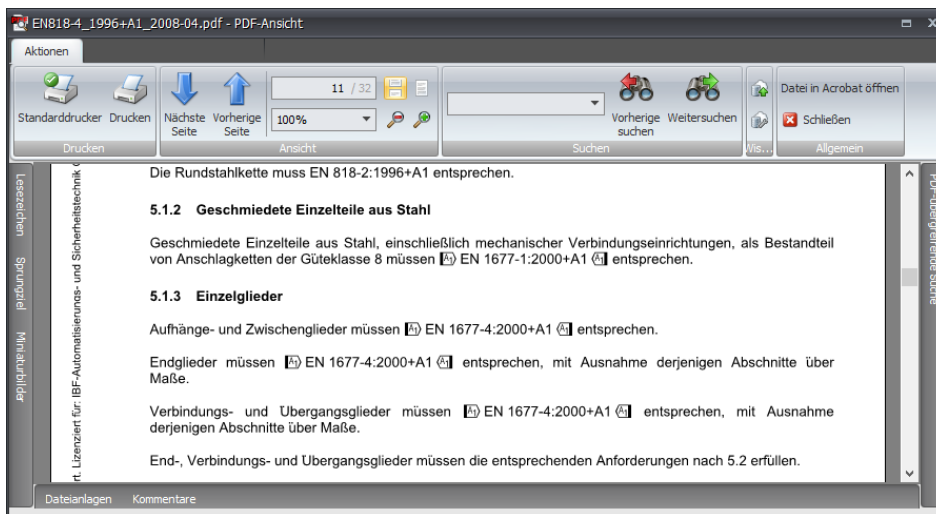 EN818-4_1996+A1_2008-04.pdf - PDF-Ansicht
Aktionen
Standarddrucker Drucken
Drucken
Nächste Seite
Vorherige Seite
11 / 32
100%
Ansicht
Vorherige suchen
Weitersuchen
Suchen
Wis...
Datei in Acrobat öffnen
Schließen
Allgemein
Lesezeichen
Sprungziel
Miniaturbilder
rt. Lizenziert für: IBF-Automatisierungs- und Sicherheitstechnik
Die Rundstahlkette muss EN 818-2:1996+A1 entsprechen.
5.1.2 Geschmiedete Einzelteile aus Stahl
Geschmiedete Einzelteile aus Stahl, einschließlich mechanischer Verbindungseinrichtungen, als Bestandteil
von Anschlagketten der Güteklasse 8 müssen A1 EN 1677-1:2000+A1 A1 entsprechen.
5.1.3 Einzelglieder
Aufhänge- und Zwischenglieder müssen A1 EN 1677-4:2000+A1 A1 entsprechen.
Endglieder müssen A1 EN 1677-4:2000+A1 A1 entsprechen, mit Ausnahme derjenigen Abschnitte über
Maße.
Verbindungs- und Übergangsglieder müssen A1 EN 1677-4:2000+A1 A1 entsprechen, mit Ausnahme
derjenigen Abschnitte über Maße.
End-, Verbindungs- und Übergangsglieder müssen die entsprechenden Anforderungen nach 5.2 erfüllen.
PDF-übergreifende Suche
Dateianlagen Kommentare